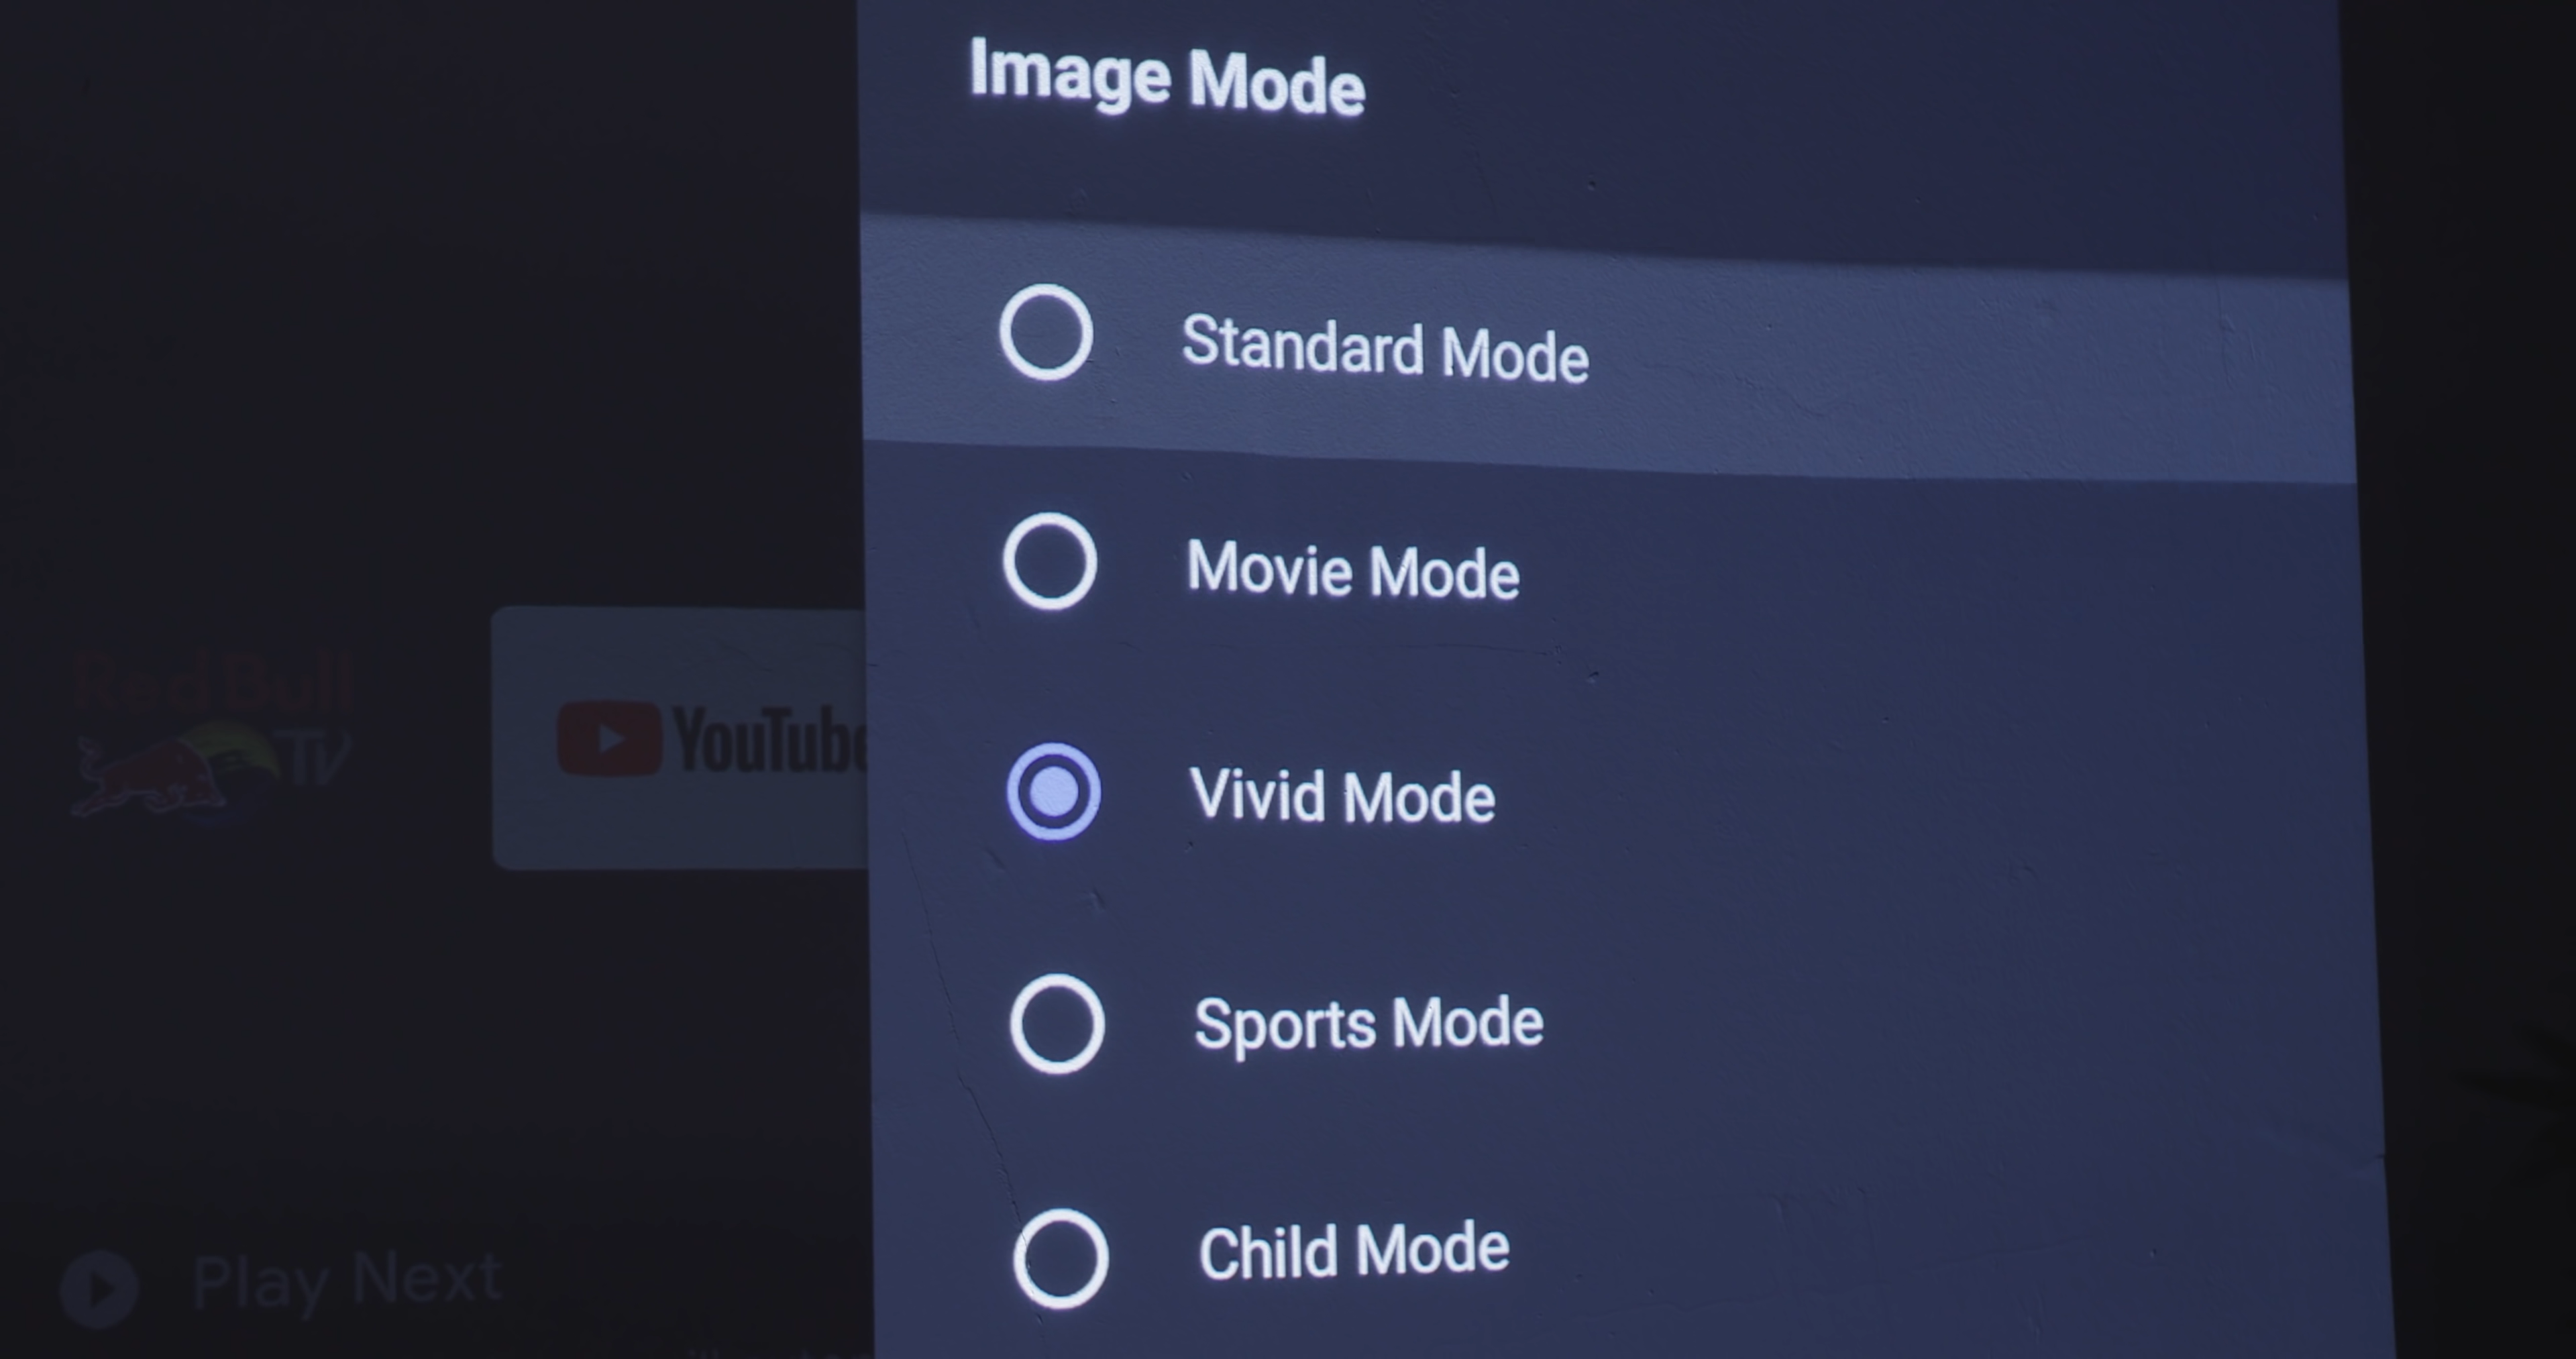 Image Mode
Standard Mode
Movie Mode
Vivid Mode
Sports Mode
Child Mode
Red Bull
TV
YouTube
Play Next